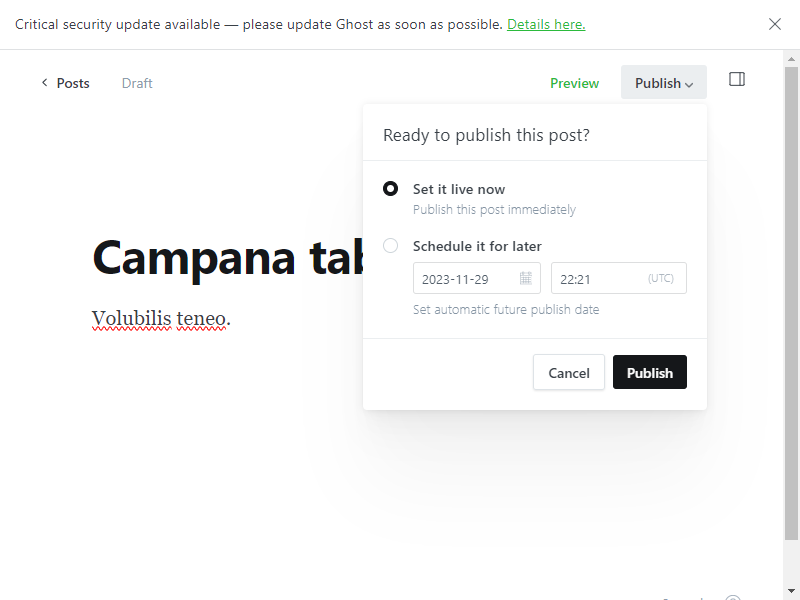 Critical security update available — please update Ghost as soon as possible. Details here.
Posts
Draft
Preview
Publish
Ready to publish this post?
Set it live now
Publish this post immediately
Schedule it for later
2023-11-29
22:21
(UTC)
Set automatic future publish date
Cancel
Publish
Campana
Volubilis teneo.